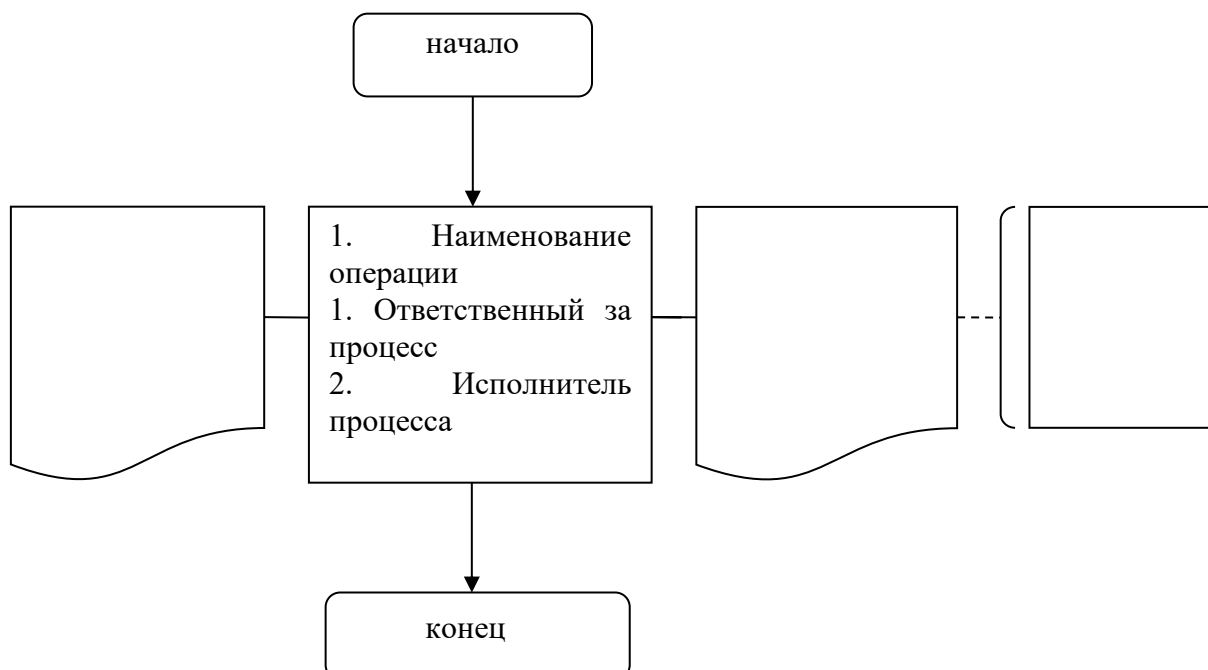 начало
1. Наименование
операции
1. Ответственный за
процесс
2. Исполнитель
процесса
конец